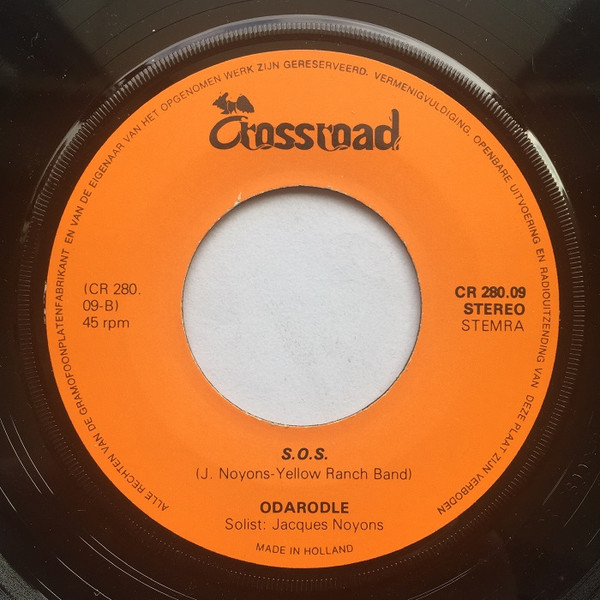 ALLE RECHTEN VAN DE GRAMOFOONPLATENFABRIKANT EN VAN DE EIGENAAR VAN HET OPGENOMEN WERK ZIJN GERESERVEERD. VERMENIGVULDIGING, OPENBARE UITVOERING EN RADIOUITZENDING VAN DEZE PLAAT ZIJN VERBODEN
Crossroad
(CR 280.
09-B)
45 rpm
CR 280.09
STEREO
STEMRA
S.O.S.
(J. Noyons-Yellow Ranch Band)
ODARODLE
Solist: Jacques Noyons
MADE IN HOLLAND